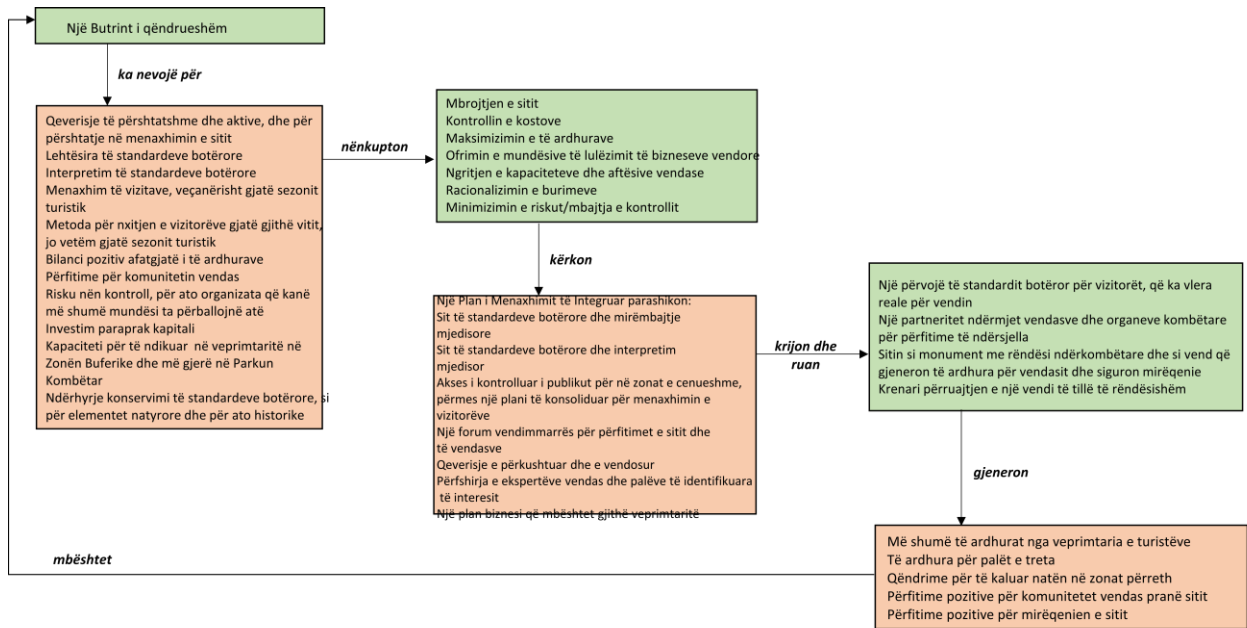 Një Butrint i qëndrueshëm
ka nevojë për
Qeverisje të përshtatshme dhe aktive, dhe për
përshtatje në menaxhimin e sitit
Lehtësira të standardeve botërore
Interpretim të standardeve botërore
Menaxhim të vizitave, veçanërisht gjatë sezonit
turistik
Metoda për nxitjen e vizitorëve gjatë gjithë vitit,
jo vetëm gjatë sezonit turistik
Bilanci pozitiv afatgjatë i të ardhurave
Përfitime për komunitetin vendas
Risku nën kontroll, për ato organizata që kanë
më shumë mundësi ta përballojnë atë
Investim paraprak kapitali
Kapaciteti për të ndikuar në veprimtaritë në
Zonën Buferike dhe më gjerë në Parkun
Kombëtar
Ndërhyrje konservimi të standardeve botërore, si
për elementet natyrore dhe për ato historike
nënkupton
Mbrojtjen e sitit
Kontrollin e kostove
Maksimizimin e të ardhurave
Ofrimin e mundësive të lulëzimit të bizneseve vendore
Ngritjen e kapaciteteve dhe aftësive vendase
Racionalizimin e burimeve
Minimizimin e riskut/mbajtja e kontrollit
kërkon
Një Plan i Menaxhimit të Integruar parashikon:
Sit të standardeve botërore dhe mirëmbajtje
mjedisore
Sit të standardeve botërore dhe interpretim
mjedisor
Akses i kontrolluar i publikut për në zonat e cenueshme,
përmes një plani të konsoliduar për menaxhimin e
vizitorëve
Një forum vendimmarrës për përfitimet e sitit dhe
të vendasve
Qeverisje e përkushtuar dhe e vendosur
Përfshirja e ekspertëve vendas dhe palëve të identifikuara
të interesit
Një plan biznesi që mbështet gjithë veprimtaritë
krijon dhe
ruan
Një përvojë të standardit botëror për vizitorët, që ka vlera
reale për vendin
Një partneritet ndërmjet vendasve dhe organeve kombëtare
për përfitime të ndërsjella
Sitin si monument me rëndësi ndërkombëtare dhe si vend që
gjeneron të ardhura për vendasit dhe siguron mirëqenie
Krenari përruajtjen e një vendi të tillë të rëndësishëm
gjeneron
Më shumë të ardhurat nga veprimtaria e turistëve
Të ardhura për palët e treta
Qëndrime për të kaluar natën në zonat përreth
Përfitime pozitive për komunitetet vendas pranë sitit
Përfitime pozitive për mirëqenien e sitit
mbështet